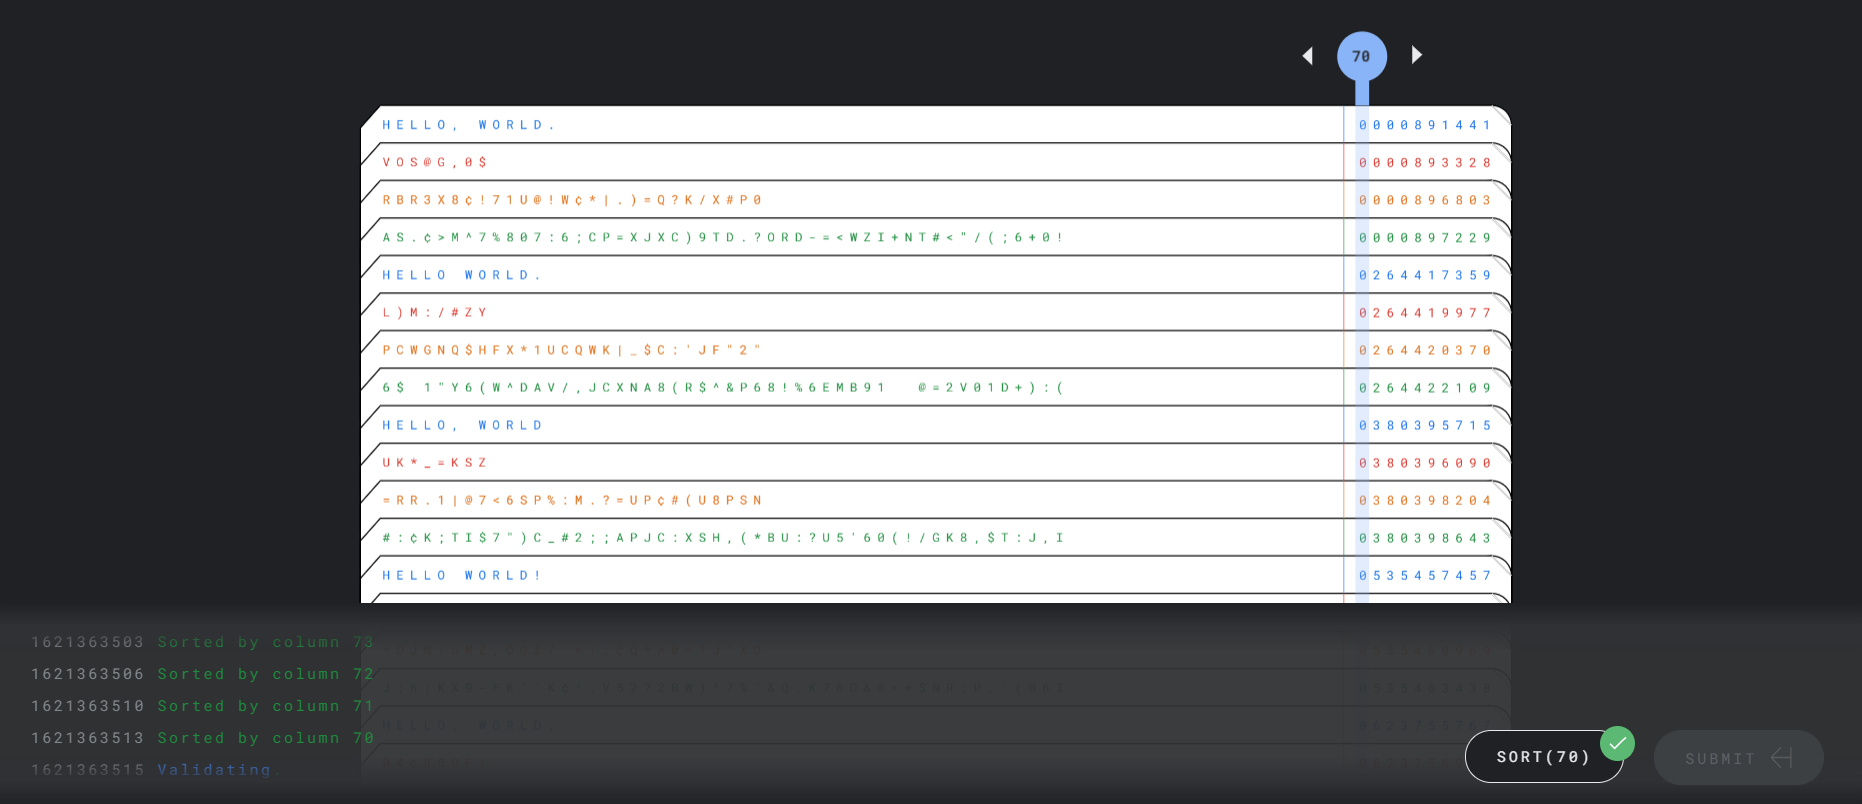 70
HELLO, WORLD. 0000891441
VOS@G,0$ 0000893328
RBR3X8¢!71U@!W¢*|.)=Q?K/X#P0 0000896803
AS.¢>M^7%807:6;CP=XJXC)9TD.?ORD-=<WZI+NT#<"/(;6+0! 0000897229
HELLO WORLD. 0264417359
L)M:/#ZY 0264419977
PCWGNQ$HFX*1UCQWK|_$C:'JF"2" 0264420370
6$ 1"Y6(W^DAV/,JCXNA8(R$^&P68!%6EMB91  @=2V01D+):( 0264422109
HELLO, WORLD 0380395715
UK*_=KSZ 0380396090
=RR.1|@7<6SP%:M.?=UP¢#(U8PSN 0380398204
#:¢K;TI$7")C_#2;;APJC:XSH,(*BU:?U5'60(!/GK8,$T:J,I 0380398643
HELLO WORLD! 0535457457
1621363503 Sorted by column 73
1621363506 Sorted by column 72
1621363510 Sorted by column 71
HELLO, WORLD
1621363513 Sorted by column 70
1621363515 Validating.
SORT(70)
SUBMIT